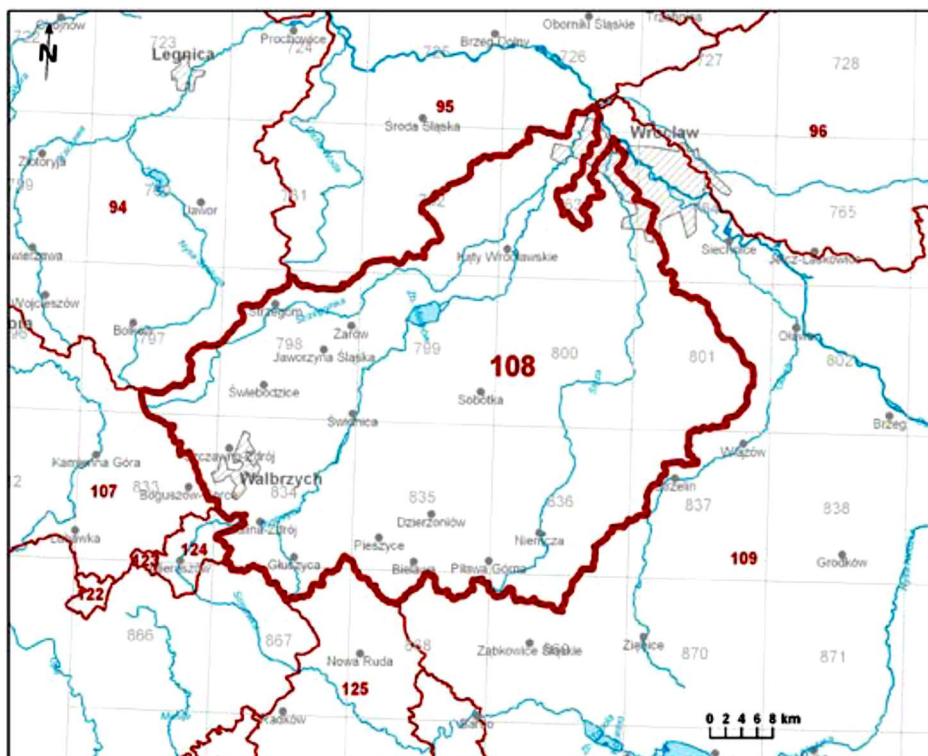 Chojnów
Oborniki Śląskie
Trzebnica
722
723
724
Prochowice
725
Brzeg Dolny
726
727
728
N
Legnica
95
Środa Śląska
Wrocław
96
Złotoryja
94
Jawor
765
Siechnice
Jelcz-Laskowice
Kąty Wrocławskie
Wojcieszów
Strzegom
Strzegomka
Bolków
797
798
Żarów
Jaworzyna Śląska
799
108
800
801
Oława
802
Świebodzice
Sobótka
Ślęza
Świdnica
Brzeg
Kamienna Góra
Wiązów
107
833
Wałbrzych
834
835
836
837
838
Strzelin
Dzierżoniów
Lubawka
124
Pieszyce
Niemcza
Głuszyca
Bielawa
Piława Górna
109
Grodków
122
866
867
Nowa Ruda
Ząbkowice Śląskie
Ziębice
870
871
125
Radków
0 2 4 6 8 km